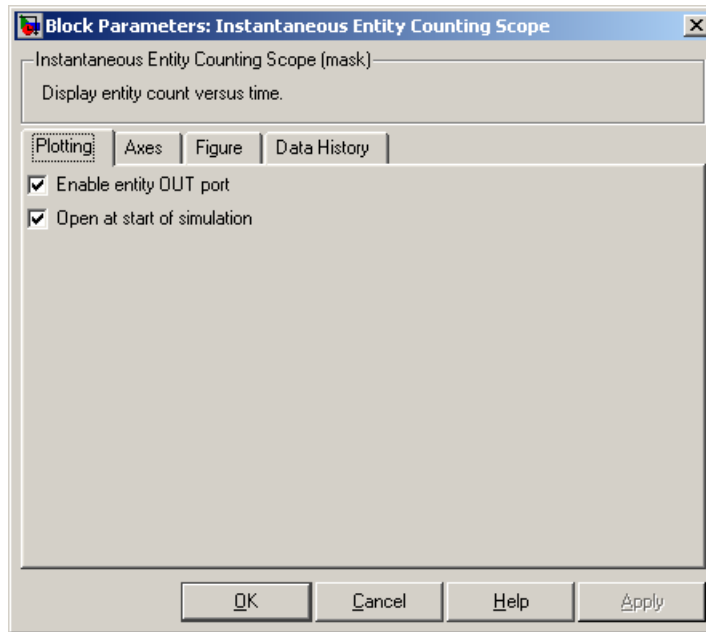 Block Parameters: Instantaneous Entity Counting Scope
Instantaneous Entity Counting Scope (mask)
Display entity count versus time.
Plotting Axes Figure Data History
Enable entity OUT port
Open at start of simulation
OK Cancel Help Apply